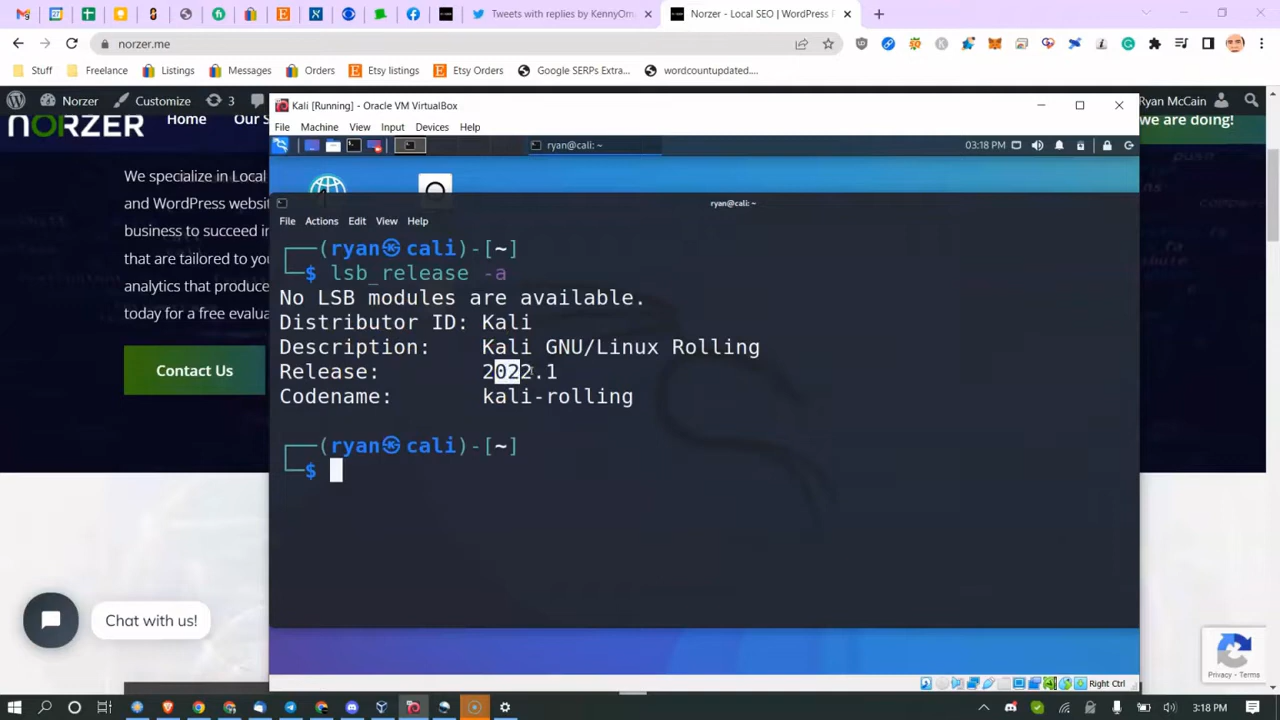 Tweets with replies by KennyOm
Norzer - Local SEO | WordPress
norzer.me
Stuff
Freelance
Listings
Messages
Orders
Etsy listings
Etsy Orders
Google SERPs Extra...
wordcountupdated....
Norzer
Customize
3
Ryan McCain
NORZER
Home
Our S
we are doing!
We specialize in Local
and WordPress websit
business to succeed in
that are tailored to you
analytics that produce
today for a free evalua
Contact Us
Chat with us!
Kali [Running] - Oracle VM VirtualBox
File Machine View Input Devices Help
ryan@cali: ~
03:18 PM
ryan@cali: ~
File Actions Edit View Help
(ryan㉿cali)-[~]
$ lsb_release -a
No LSB modules are available.
Distributor ID: Kali
Description: Kali GNU/Linux Rolling
Release: 2022.1
Codename: kali-rolling
(ryan㉿cali)-[~]
$
Right Ctrl
Privacy - Terms
3:18 PM